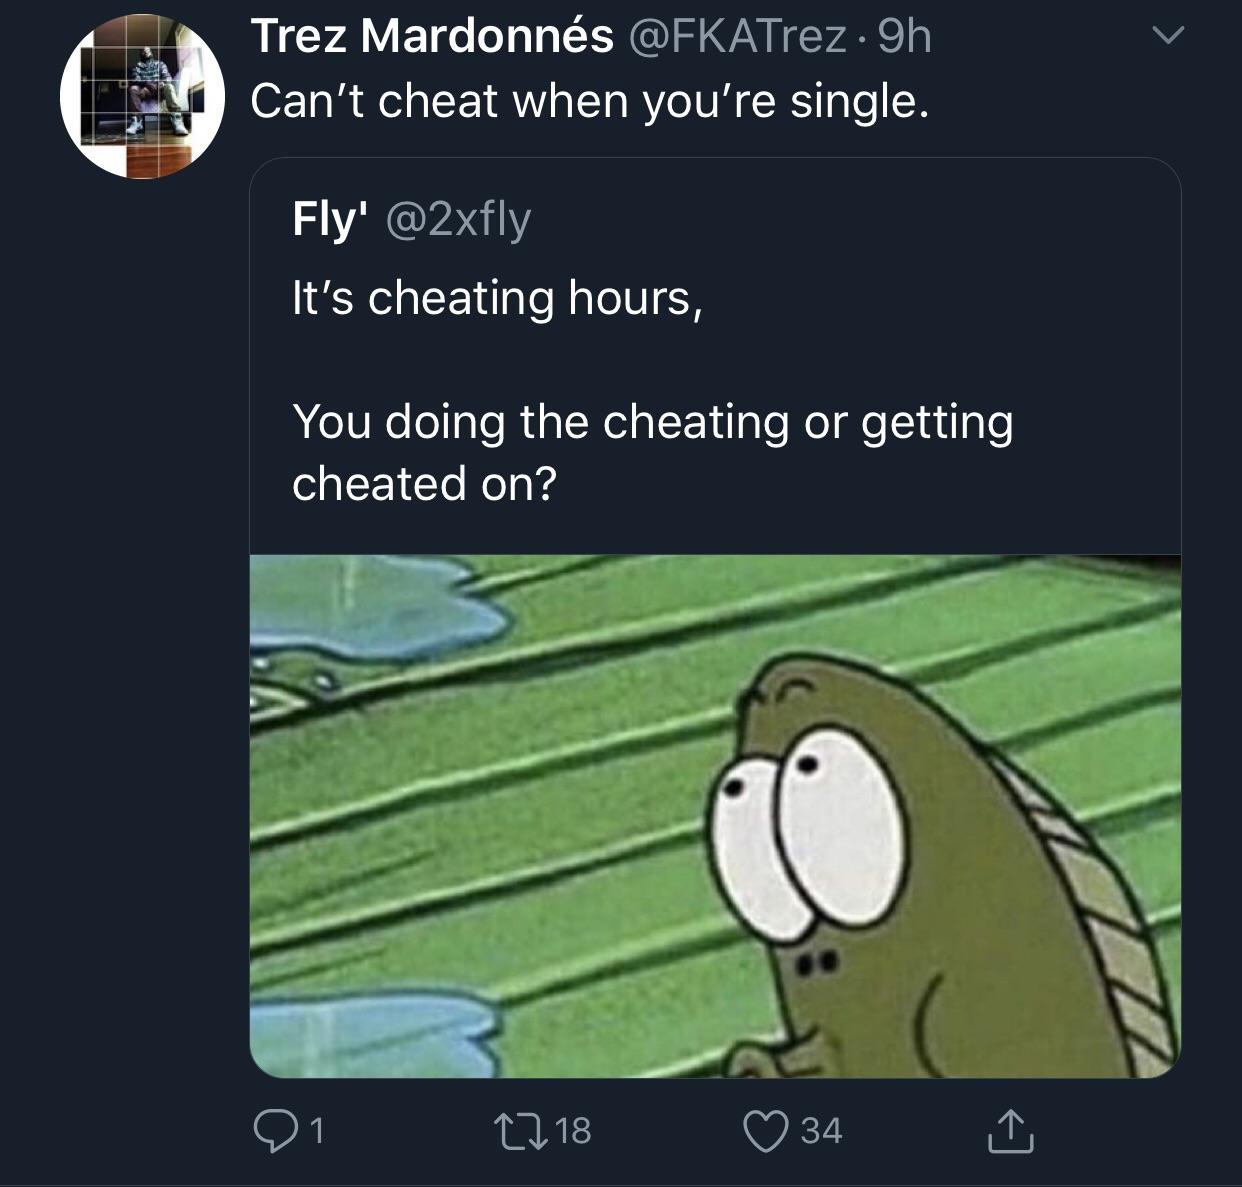 Trez Mardonnés @FKATrez · 9h
Can’t cheat when you’re single.
Fly' @2xfly
It’s cheating hours,
You doing the cheating or getting
cheated on?
1 18 34